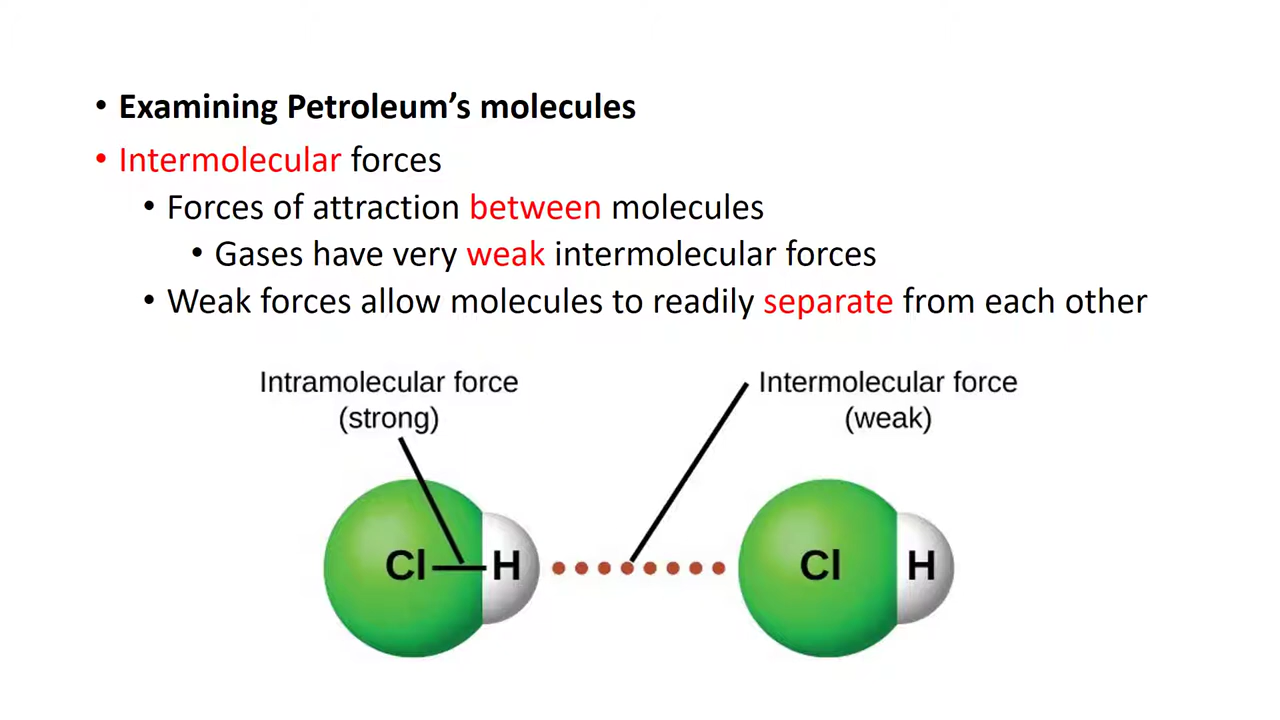 • Examining Petroleum’s molecules
• Intermolecular forces
• Forces of attraction between molecules
• Gases have very weak intermolecular forces
• Weak forces allow molecules to readily separate from each other
Intramolecular force
(strong)
Intermolecular force
(weak)
Cl
H
Cl
H